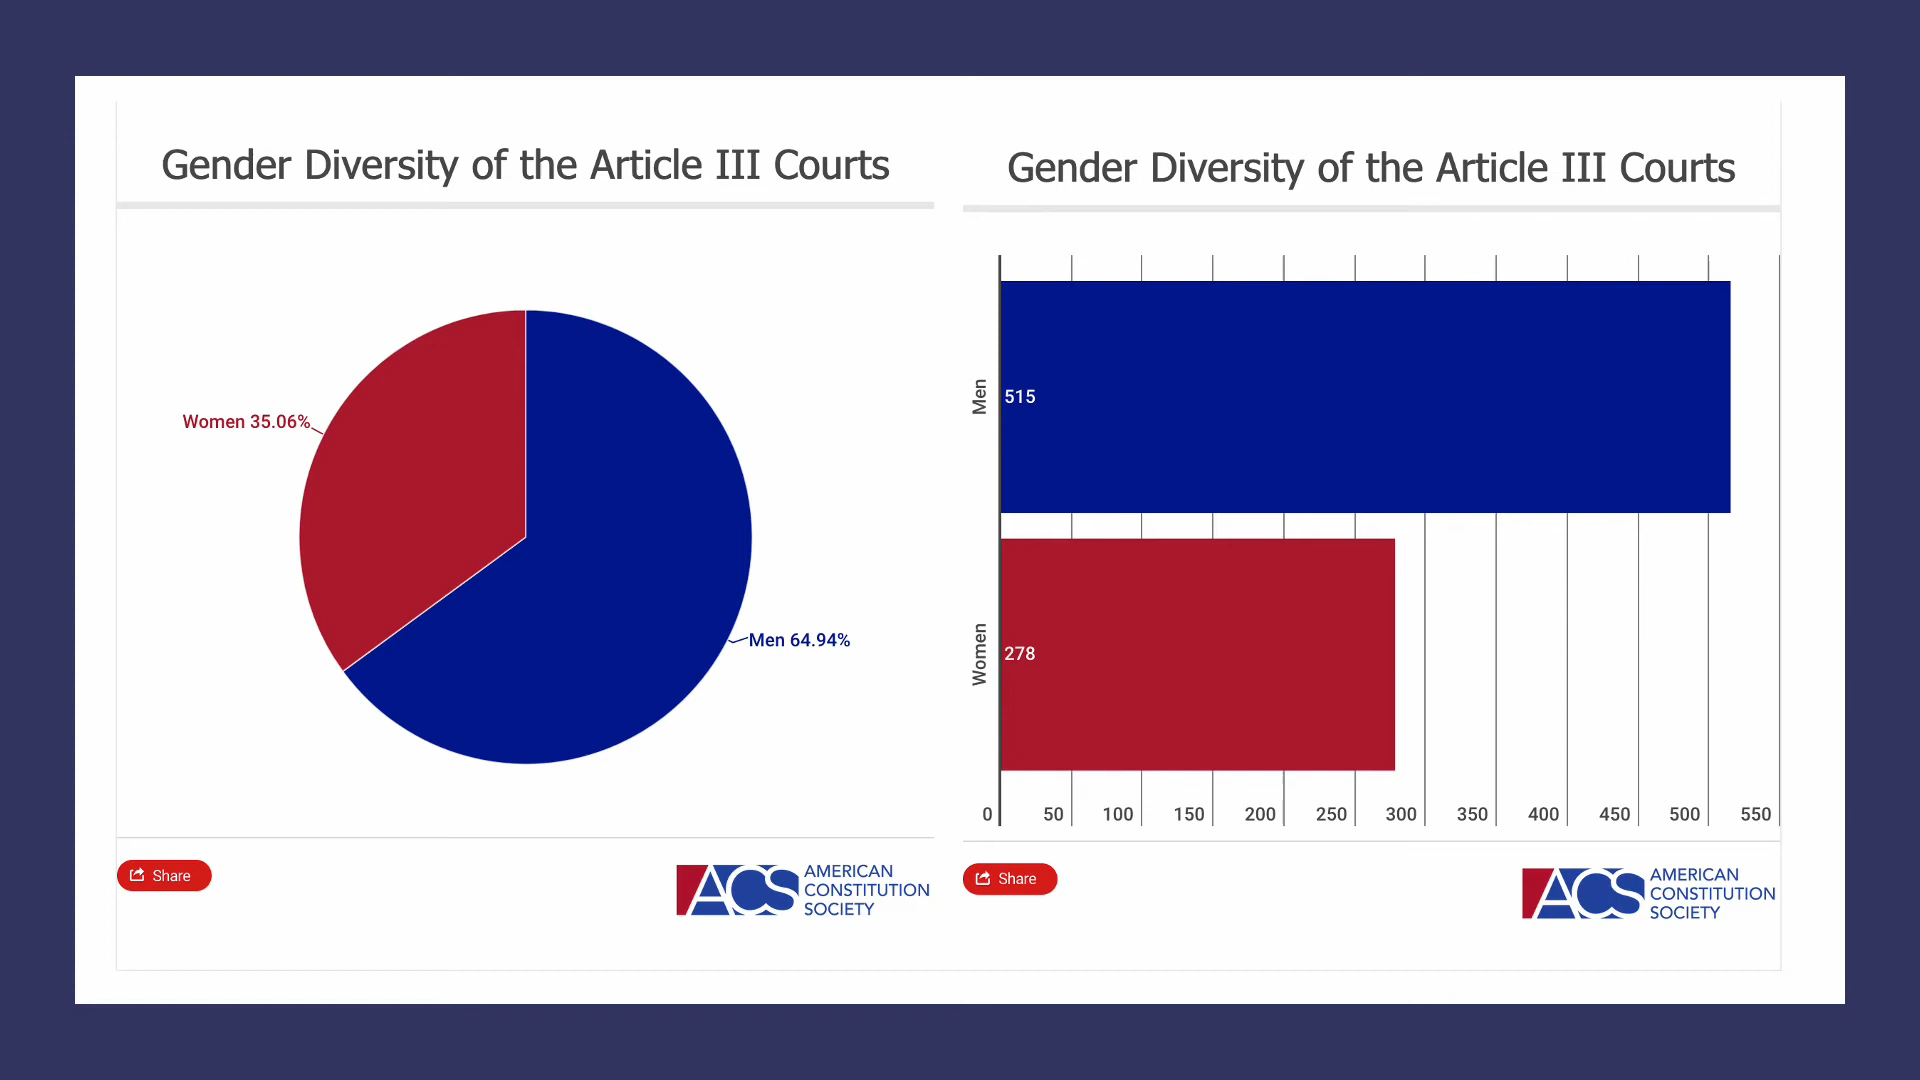 Gender Diversity of the Article III Courts
Women 35.06%
Men 64.94%
Share
ACS AMERICAN
CONSTITUTION
SOCIETY
Gender Diversity of the Article III Courts
Men
515
Women
278
0 50 100 150 200 250 300 350 400 450 500 550
Share
ACS AMERICAN
CONSTITUTION
SOCIETY